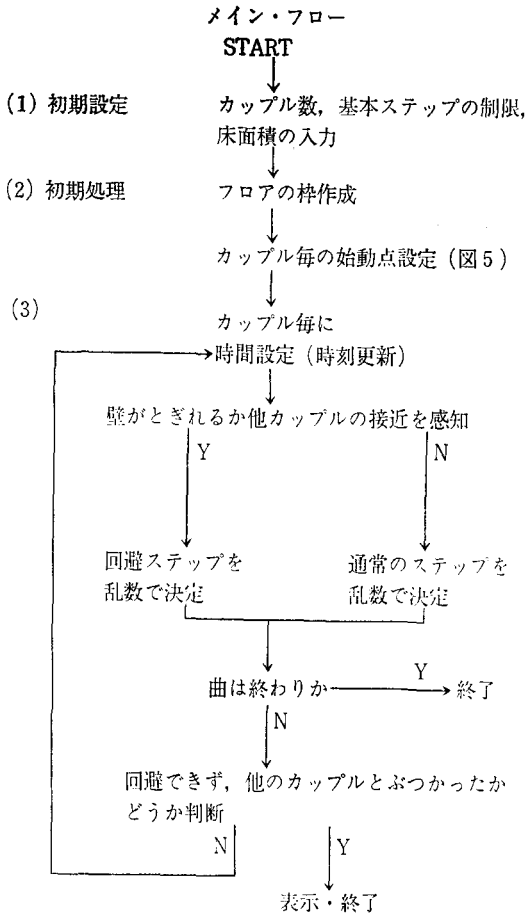 メイン・フロー
START
(1) 初期設定 カップル数，基本ステップの制限，
床面積の入力
(2) 初期処理 フロアの枠作成
カップル毎の始動点設定（図5）
(3)
カップル毎に
時間設定（時刻更新）
壁がとぎれるか他カップルの接近を感知
Y N
回避ステップを 通常のステップを
乱数で決定 乱数で決定
曲は終わりか Y 終了
N
回避できず，他のカップルとぶつかったか
どうか判断
N Y
表示・終了